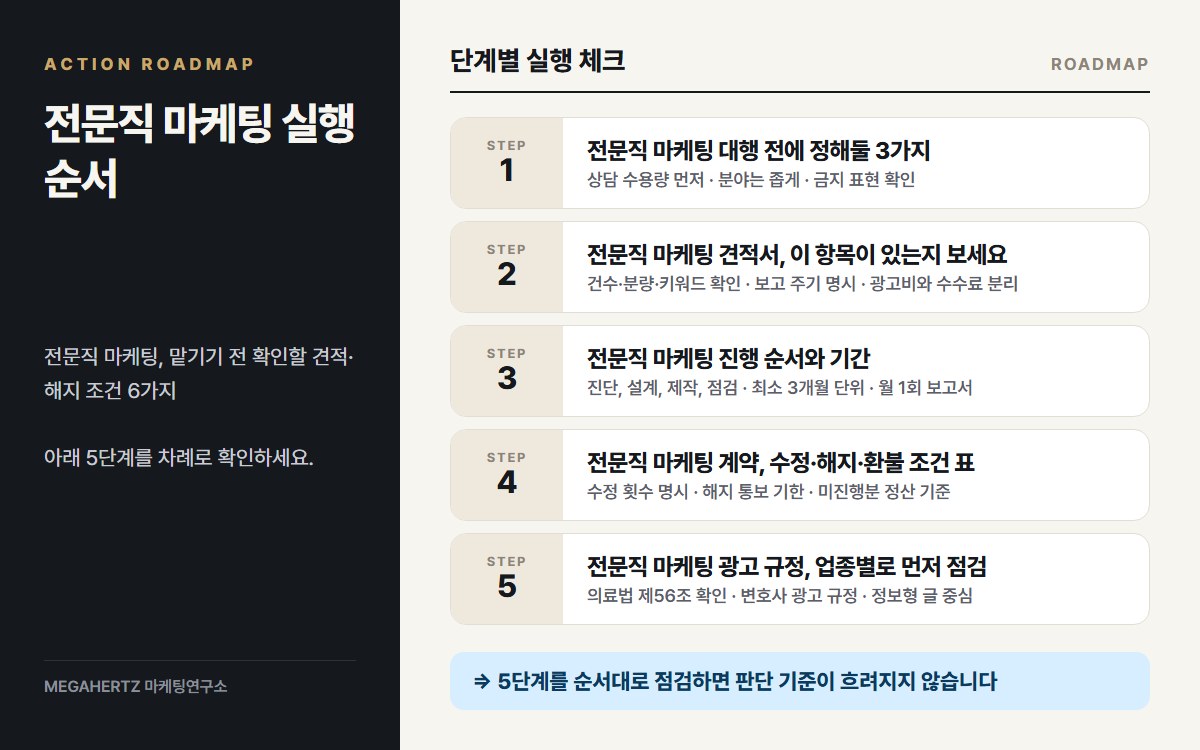 ACTION ROADMAP
전문직 마케팅 실행
순서
전문직 마케팅, 맡기기 전 확인할 견적·
해지 조건 6가지
아래 5단계를 차례로 확인하세요.
MEGAHERTZ 마케팅연구소
단계별 실행 체크
ROADMAP
STEP
1
전문직 마케팅 대행 전에 정해둘 3가지
상담 수용량 먼저 · 분야는 좁게 · 금지 표현 확인
STEP
2
전문직 마케팅 견적서, 이 항목이 있는지 보세요
건수·분량·키워드 확인 · 보고 주기 명시 · 광고비와 수수료 분리
STEP
3
전문직 마케팅 진행 순서와 기간
진단, 설계, 제작, 점검 · 최소 3개월 단위 · 월 1회 보고서
STEP
4
전문직 마케팅 계약, 수정·해지·환불 조건 표
수정 횟수 명시 · 해지 통보 기한 · 미진행분 정산 기준
STEP
5
전문직 마케팅 광고 규정, 업종별로 먼저 점검
의료법 제56조 확인 · 변호사 광고 규정 · 정보형 글 중심
⇒ 5단계를 순서대로 점검하면 판단 기준이 흐려지지 않습니다